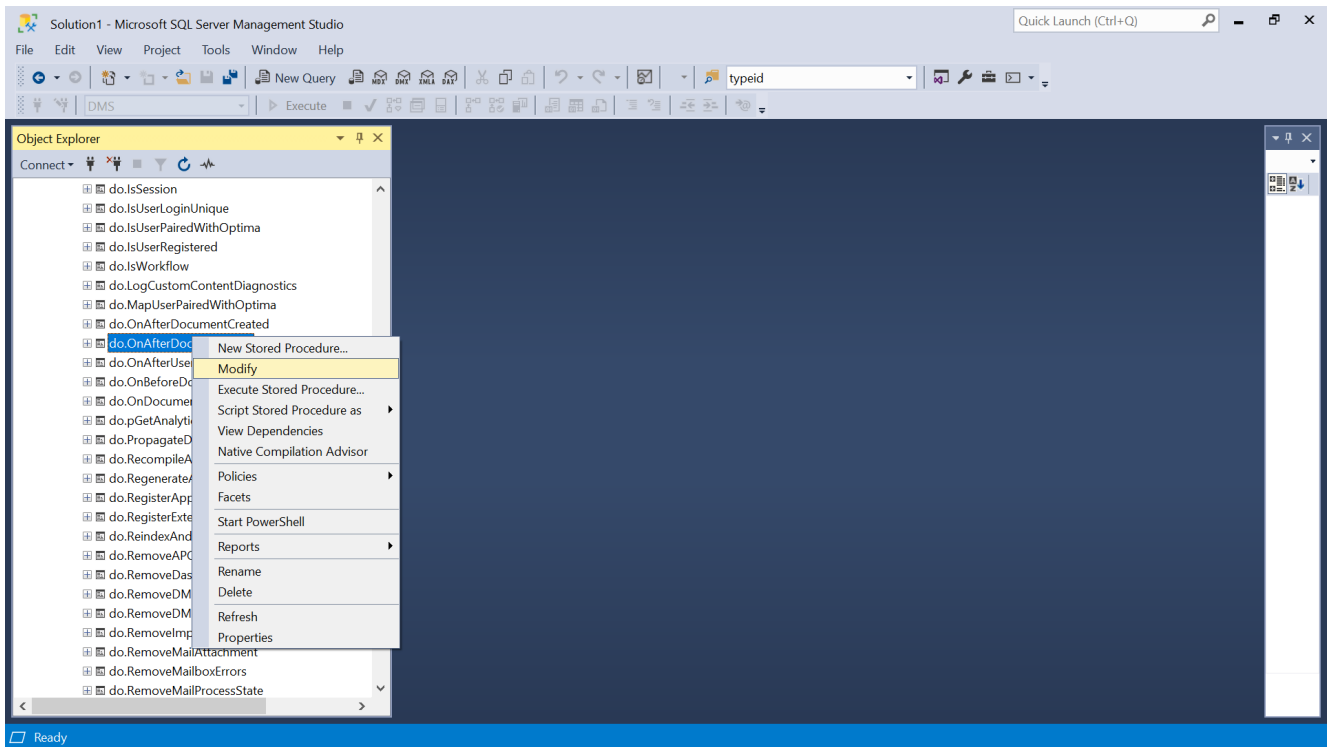 Solution1 - Microsoft SQL Server Management Studio
Quick Launch (Ctrl+Q)
File Edit View Project Tools Window Help
New Query MDX DMX XMLA DAX typeid
DMS Execute
Object Explorer
Connect
do.IsSession
do.IsUserLoginUnique
do.IsUserPairedWithOptima
do.IsUserRegistered
do.IsWorkflow
do.LogCustomContentDiagnostics
do.MapUserPairedWithOptima
do.OnAfterDocumentCreated
do.OnAfterDoc
do.OnAfterUse
do.OnBeforeDo
do.OnDocumen
do.pGetAnalyti
do.PropagateD
do.RecompileA
do.RegenerateA
do.RegisterApp
do.RegisterExte
do.ReindexAnd
do.RemoveAPC
do.RemoveDas
do.RemoveDM
do.RemoveDM
do.RemoveImp
do.RemoveMailAttachment
do.RemoveMailboxErrors
do.RemoveMailProcessState
New Stored Procedure...
Modify
Execute Stored Procedure...
Script Stored Procedure as
View Dependencies
Native Compilation Advisor
Policies
Facets
Start PowerShell
Reports
Rename
Delete
Refresh
Properties
Ready